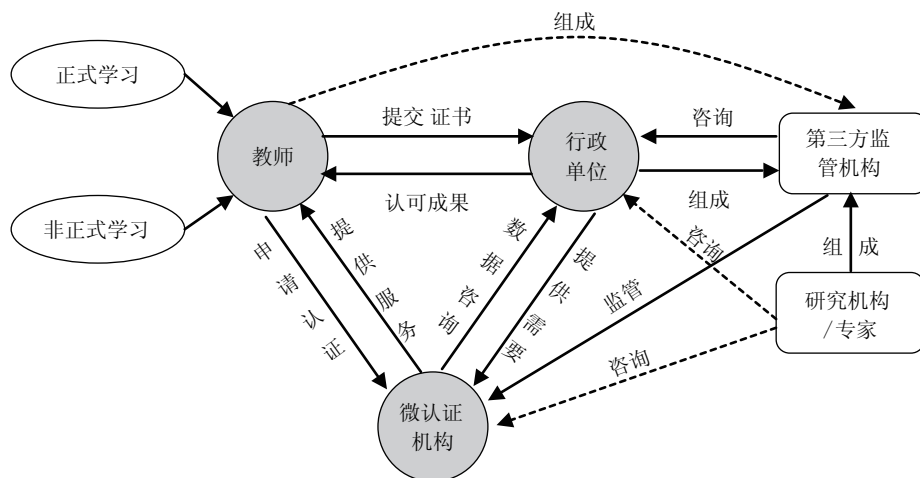 组成
正式学习
提交 证书
咨询
教师
行政
单位
第三方监
管机构
认可成果
组成
非正式学习
申请认证
提供服务
数据咨询
提供需要
咨询
组 成
监管
研究机构
/专家
咨询
微认证
机构